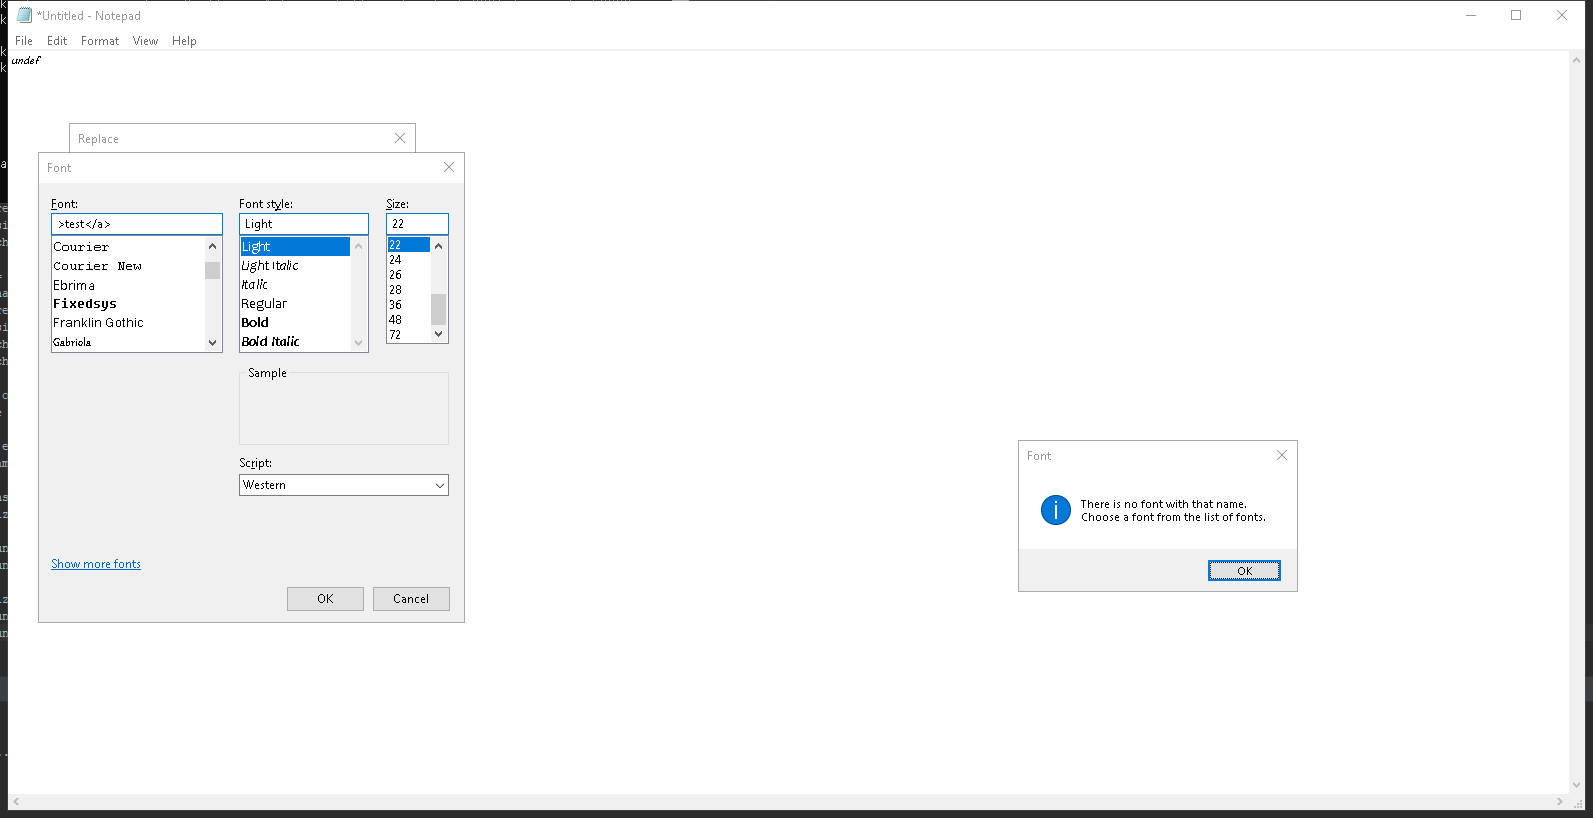 *Untitled - Notepad
File Edit Format View Help
undef
Replace
Font
Font: Font style: Size:
>test</a> Light 22
Courier
Courier New
Ebrima
Fixedsys
Franklin Gothic
Gabriola
Light
Light Italic
Italic
Regular
Bold
Bold Italic
22
24
26
28
36
48
72
Sample
Script:
Western
Show more fonts
OK Cancel
Font
There is no font with that name.
Choose a font from the list of fonts.
OK